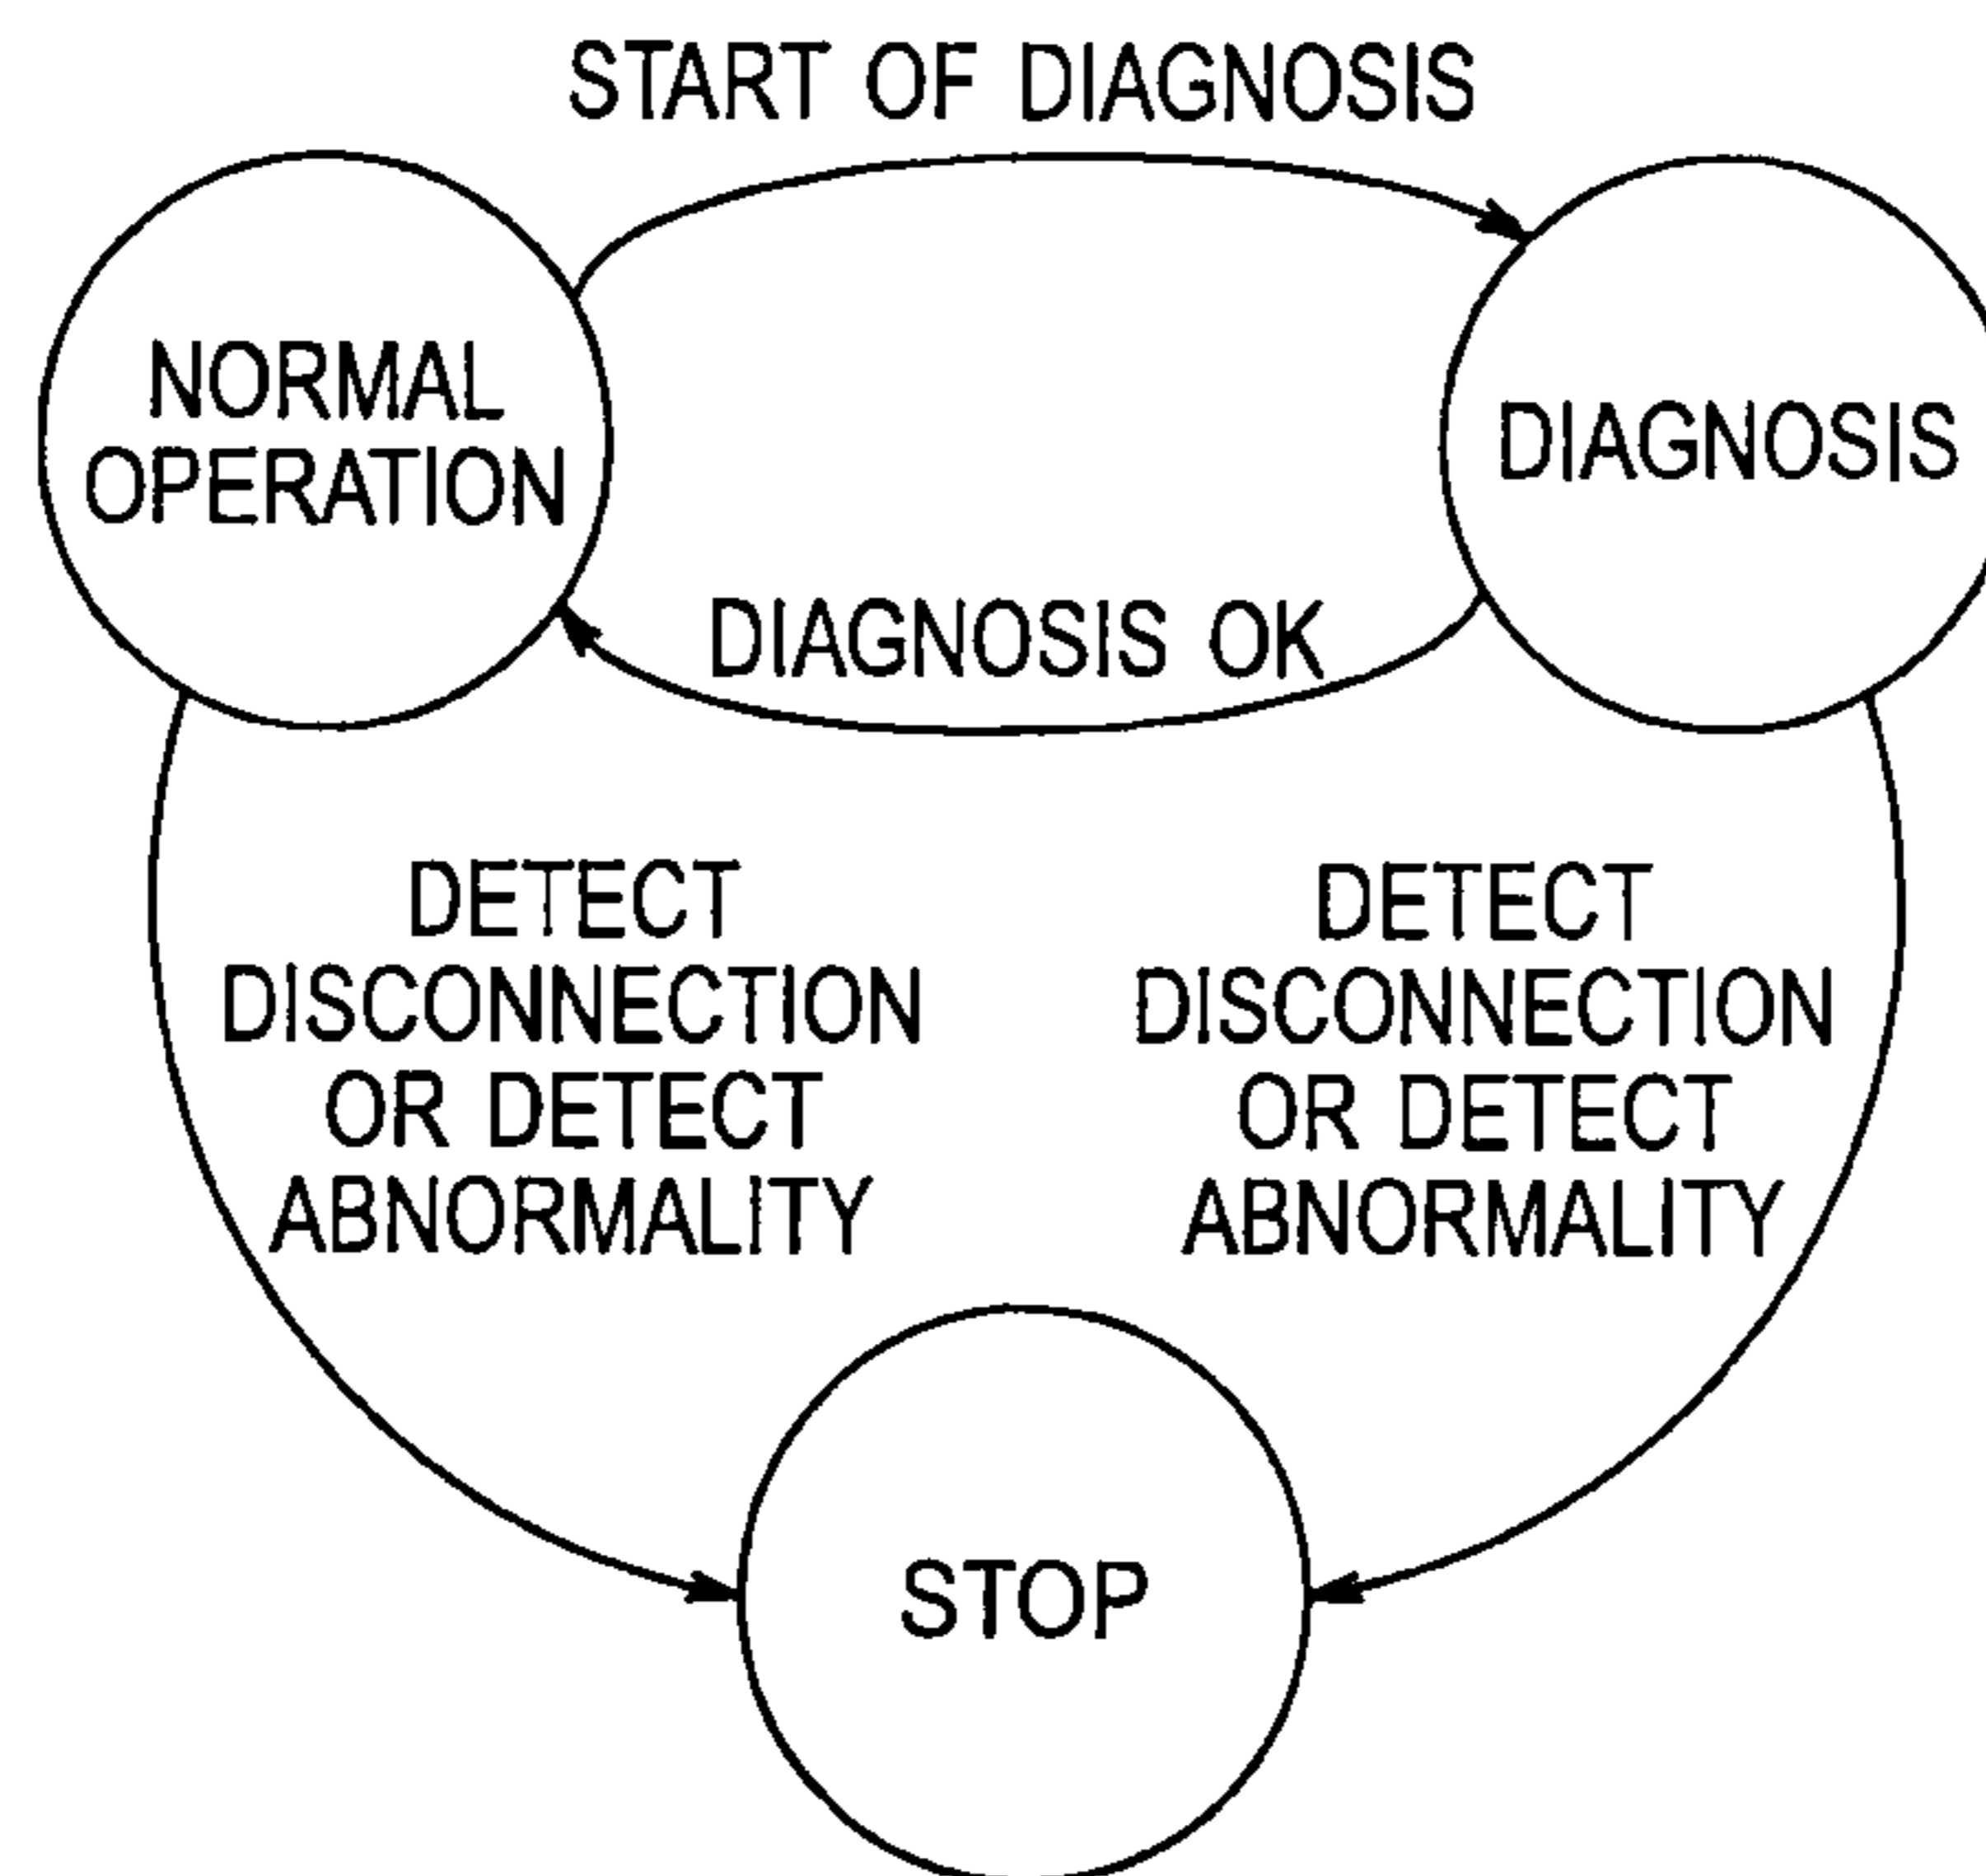 START OF DIAGNOSIS
NORMAL
OPERATION
DIAGNOSIS
DIAGNOSIS OK
DETECT
DISCONNECTION
OR DETECT
ABNORMALITY
DETECT
DISCONNECTION
OR DETECT
ABNORMALITY
STOP